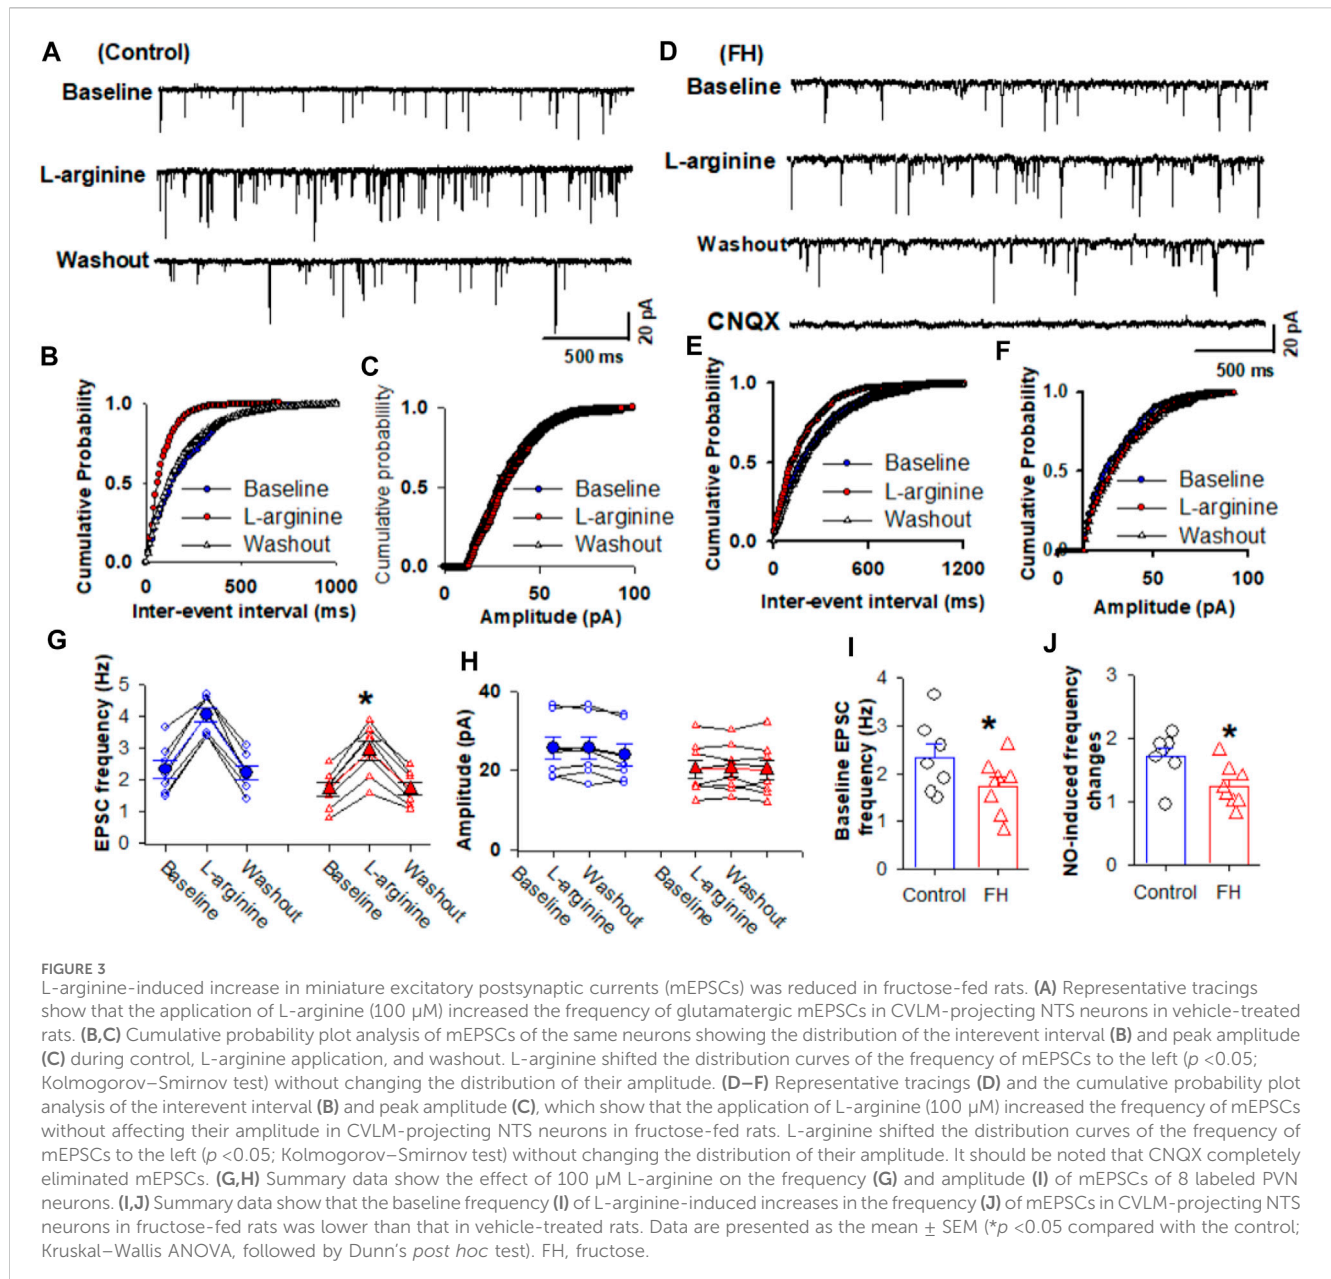 A (Control)
Baseline
L-arginine
Washout
20 pA
500 ms
D (FH)
Baseline
L-arginine
Washout
CNQX
20 pA
500 ms
B
Cumulative Probability
1.0
0.5
0.0
Baseline
L-arginine
Washout
0 500 1000
Inter-event interval (ms)
C
Cumulative probability
1.0
0.5
0.0
Baseline
L-arginine
Washout
0 50 100
Amplitude (pA)
E
Cumulative Probability
1.0
0.5
0.0
Baseline
L-arginine
Washout
0 600 1200
Inter-event interval (ms)
F
Cumulative Probability
1.0
0.5
0
Baseline
L-arginine
Washout
0 50 100
Amplitude (pA)
G
EPSC frequency (Hz)
5
4
3
2
1
0
*
Baseline
L-arginine
Washout
Baseline
L-arginine
Washout
H
Amplitude (pA)
40
20
0
Baseline
L-arginine
Washout
Baseline
L-arginine
Washout
I
Baseline EPSC
frequency (Hz)
4
3
2
1
0
*
Control FH
J
NO-induced frequency
changes
3
2
1
0
*
Control FH
FIGURE 3
L-arginine-induced increase in miniature excitatory postsynaptic currents (mEPSCs) was reduced in fructose-fed rats. (A) Representative tracings
show that the application of L-arginine (100 µM) increased the frequency of glutamatergic mEPSCs in CVLM-projecting NTS neurons in vehicle-treated
rats. (B,C) Cumulative probability plot analysis of mEPSCs of the same neurons showing the distribution of the interevent interval (B) and peak amplitude
(C) during control, L-arginine application, and washout. L-arginine shifted the distribution curves of the frequency of mEPSCs to the left (p <0.05;
Kolmogorov–Smirnov test) without changing the distribution of their amplitude. (D–F) Representative tracings (D) and the cumulative probability plot
analysis of the interevent interval (B) and peak amplitude (C), which show that the application of L-arginine (100 µM) increased the frequency of mEPSCs
without affecting their amplitude in CVLM-projecting NTS neurons in fructose-fed rats. L-arginine shifted the distribution curves of the frequency of
mEPSCs to the left (p <0.05; Kolmogorov–Smirnov test) without changing the distribution of their amplitude. It should be noted that CNQX completely
eliminated mEPSCs. (G,H) Summary data show the effect of 100 µM L-arginine on the frequency (G) and amplitude (I) of mEPSCs of 8 labeled PVN
neurons. (I,J) Summary data show that the baseline frequency (I) of L-arginine-induced increases in the frequency (J) of mEPSCs in CVLM-projecting NTS
neurons in fructose-fed rats was lower than that in vehicle-treated rats. Data are presented as the mean ± SEM (*p <0.05 compared with the control;
Kruskal–Wallis ANOVA, followed by Dunn's post hoc test). FH, fructose.